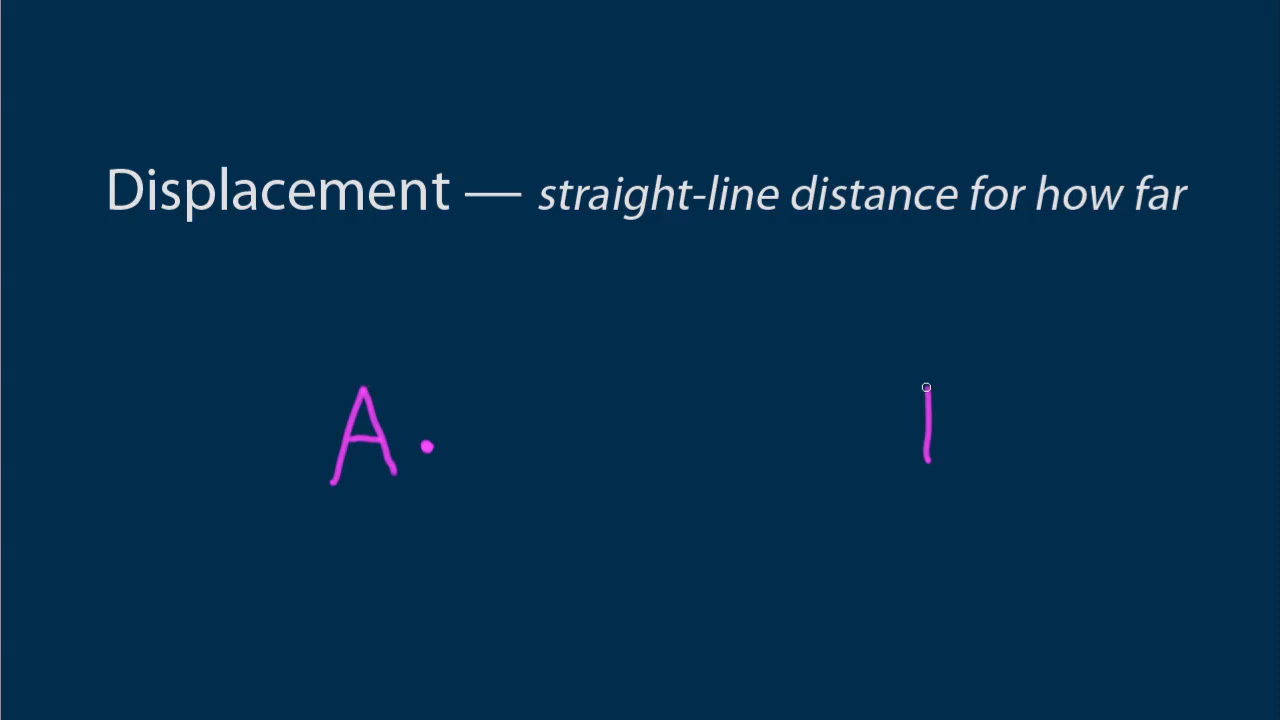 Displacement — straight-line distance for how far
A .